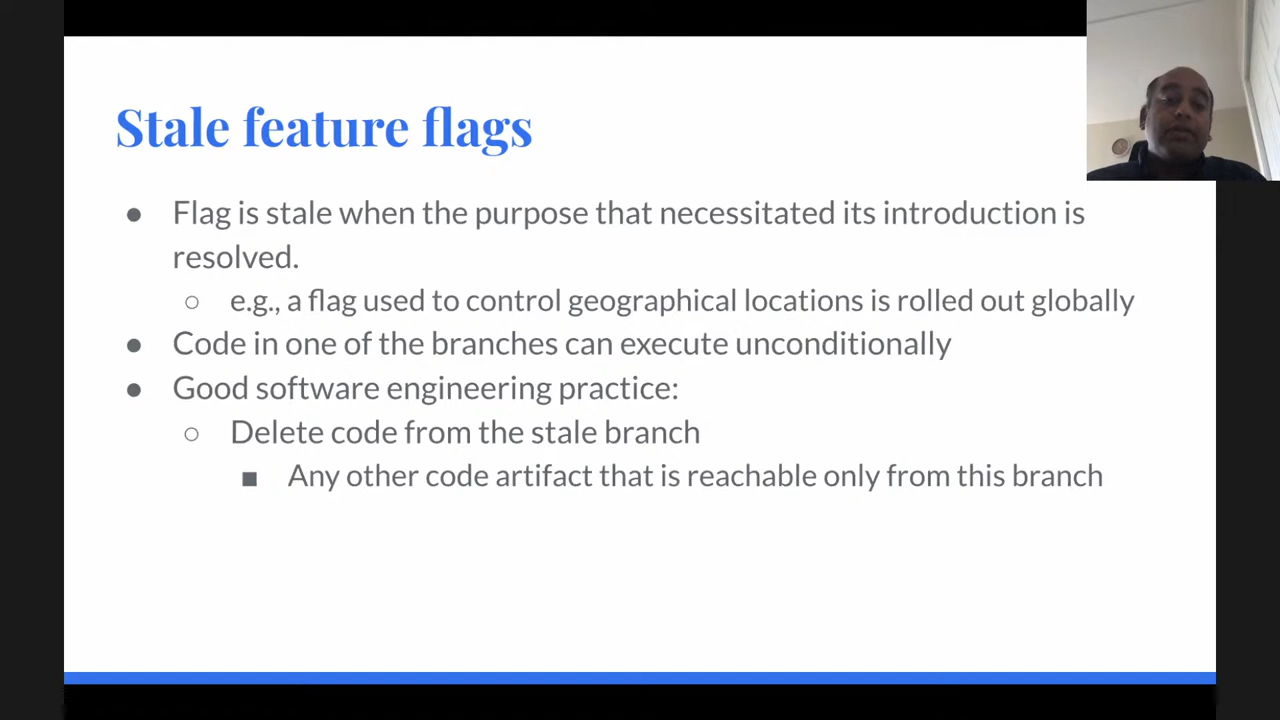 Stale feature flags
● Flag is stale when the purpose that necessitated its introduction is
resolved.
○ e.g., a flag used to control geographical locations is rolled out globally
● Code in one of the branches can execute unconditionally
● Good software engineering practice:
○ Delete code from the stale branch
■ Any other code artifact that is reachable only from this branch